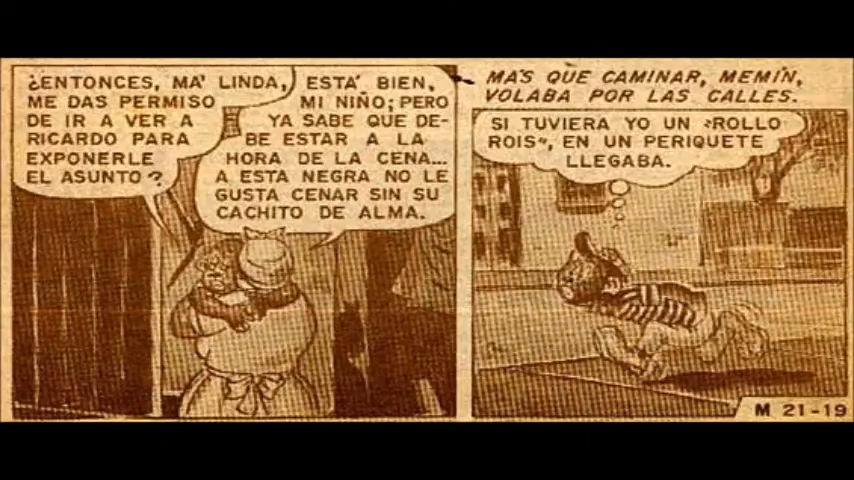 ¿ENTONCES, MA' LINDA,
ME DAS PERMISO
DE IR A VER A
RICARDO PARA
EXPONERLE
EL ASUNTO?
ESTÁ BIEN,
MI NIÑO; PERO
YA SABE QUE DE-
BE ESTAR A LA
HORA DE LA CENA...
A ESTA NEGRA NO LE
GUSTA CENAR SIN SU
CACHITO DE ALMA.
MÁS QUE CAMINAR, MEMÍN,
VOLABA POR LAS CALLES.
SI TUVIERA YO UN "ROLLO
ROIS", EN UN PERIQUETE
LLEGABA.
M 21-19